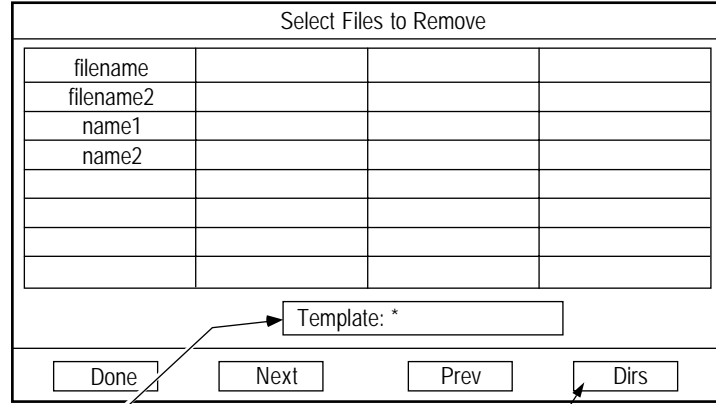 Select Files to Remove
filename
filename2
name1
name2
Template: *
Done Next Prev Dirs